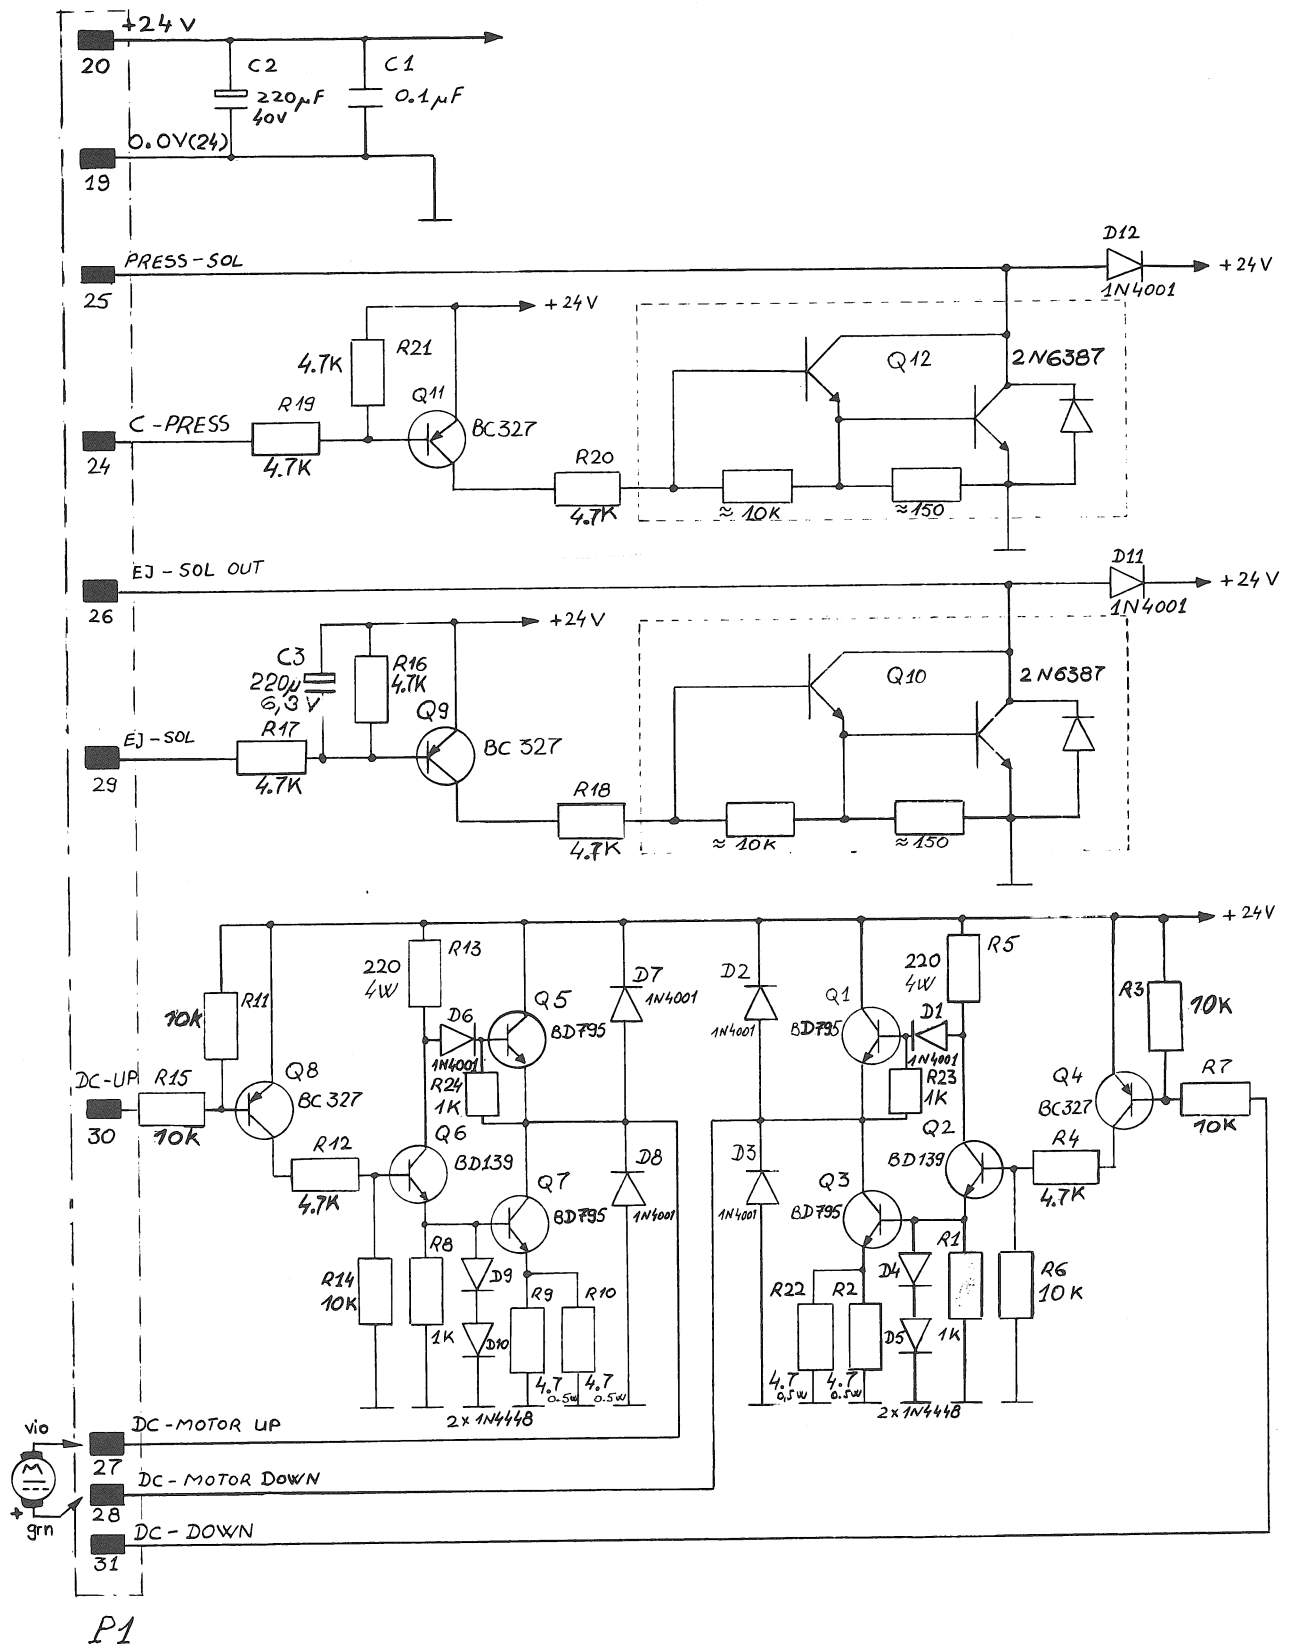 +24V
20
C2
220µF
40V
C1
0.1µF
0.0V(24)
19
PRESS-SOL
25
D12
1N4001
+24V
+24V
4.7K
R21
R19
4.7K
C-PRESS
24
Q11
BC327
R20
4.7K
Q12
2N6387
≈10K
≈150
EJ-SOL OUT
26
D11
1N4001
+24V
+24V
C3
220µ
6,3V
R16
4.7K
R17
4.7K
EJ-SOL
29
Q9
BC327
R18
4.7K
Q10
2N6387
≈10K
≈150
+24V
R11
10K
DC-UP
30
R15
10K
Q8
BC327
R12
4.7K
R13
220
4W
D6
1N4001
R24
1K
Q5
BD795
Q6
BD139
Q7
BD795
D7
1N4001
D8
1N4001
R14
10K
R8
1K
D9
D10
2x1N4448
R9
4.7
0.5W
R10
4.7
0.5W
D2
1N4001
D3
1N4001
Q1
BD795
D1
1N4001
R23
1K
R5
220
4W
Q2
BD139
Q3
BD795
R22
4.7
0,5W
R2
4.7
0.5W
D4
D5
2x1N4448
R1
1K
R6
10K
R4
4.7K
Q4
BC327
R3
10K
R7
10K
vio
M
+
grn
DC-MOTOR UP
27
DC-MOTOR DOWN
28
DC-DOWN
31
P1